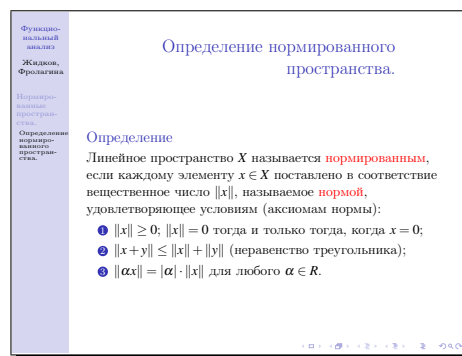 Функцио-
нальный
анализ
Жидков,
Фролагина
Нормиро-
ванные
простран-
ства.
Определение
нормиро-
ванного
простран-
ства.
Определение нормированного
пространства.
Определение
Линейное пространство X называется нормированным,
если каждому элементу x ∈ X поставлено в соответствие
вещественное число ‖x‖, называемое нормой,
удовлетворяющее условиям (аксиомам нормы):
1 ‖x‖ ≥ 0; ‖x‖ = 0 тогда и только тогда, когда x = 0;
2 ‖x + y‖ ≤ ‖x‖ + ‖y‖ (неравенство треугольника);
3 ‖αx‖ = |α| · ‖x‖ для любого α ∈ R.